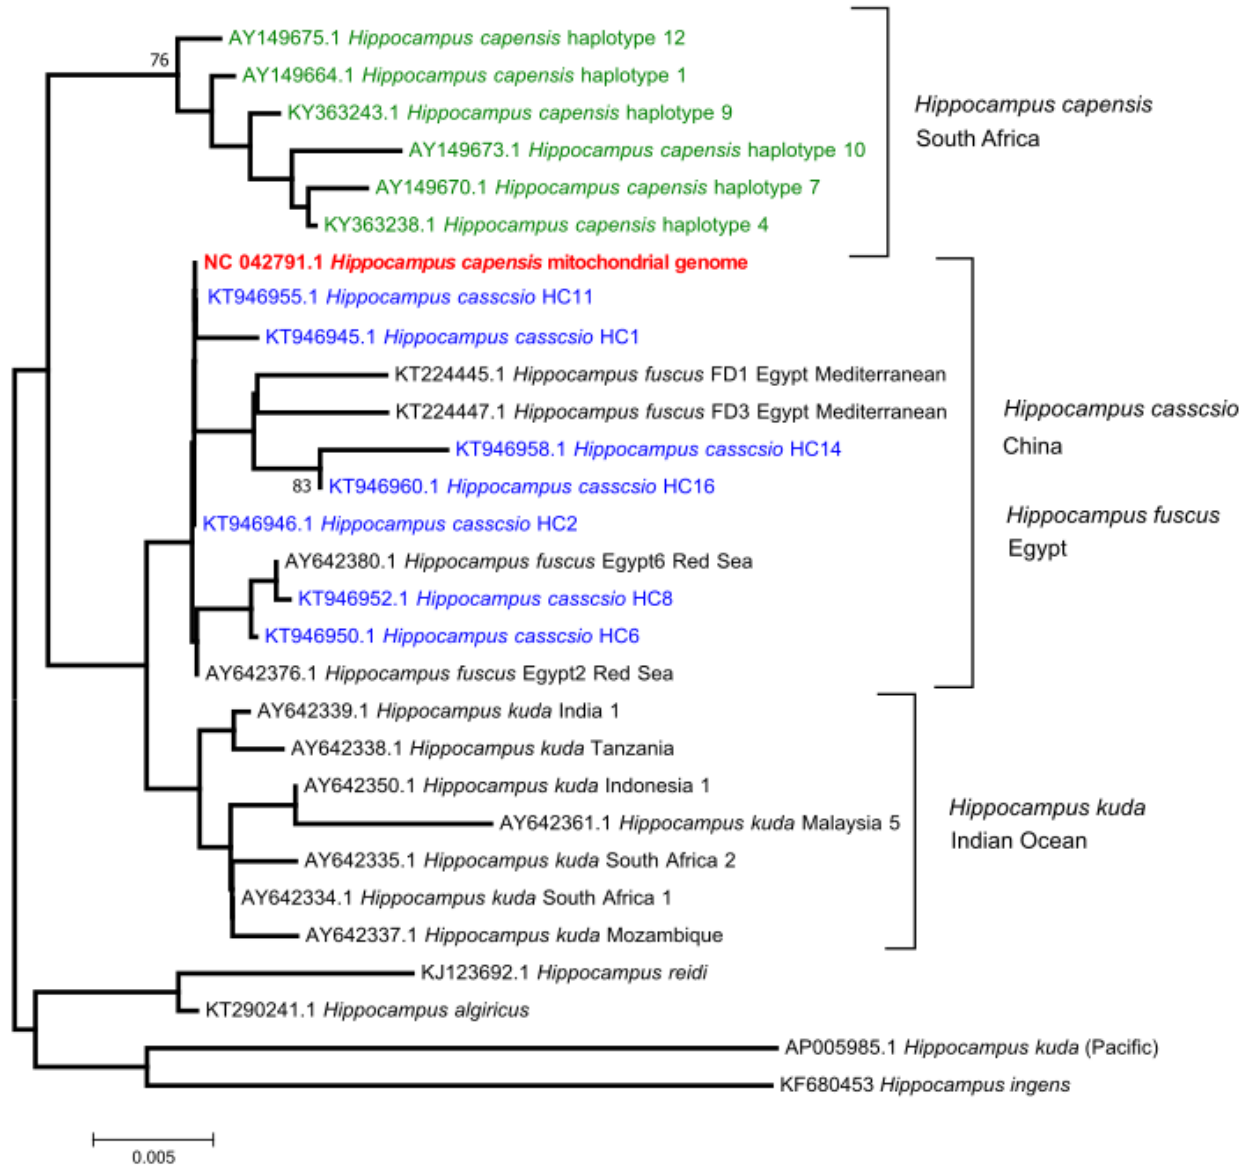 AY149675.1 Hippocampus capensis haplotype 12
76
AY149664.1 Hippocampus capensis haplotype 1
KY363243.1 Hippocampus capensis haplotype 9
AY149673.1 Hippocampus capensis haplotype 10
AY149670.1 Hippocampus capensis haplotype 7
KY363238.1 Hippocampus capensis haplotype 4
Hippocampus capensis
South Africa
NC 042791.1 Hippocampus capensis mitochondrial genome
KT946955.1 Hippocampus casscsio HC11
KT946945.1 Hippocampus casscsio HC1
KT224445.1 Hippocampus fuscus FD1 Egypt Mediterranean
KT224447.1 Hippocampus fuscus FD3 Egypt Mediterranean
KT946958.1 Hippocampus casscsio HC14
83
KT946960.1 Hippocampus casscsio HC16
KT946946.1 Hippocampus casscsio HC2
AY642380.1 Hippocampus fuscus Egypt6 Red Sea
KT946952.1 Hippocampus casscsio HC8
KT946950.1 Hippocampus casscsio HC6
AY642376.1 Hippocampus fuscus Egypt2 Red Sea
Hippocampus casscsio
China
Hippocampus fuscus
Egypt
AY642339.1 Hippocampus kuda India 1
AY642338.1 Hippocampus kuda Tanzania
AY642350.1 Hippocampus kuda Indonesia 1
AY642361.1 Hippocampus kuda Malaysia 5
AY642335.1 Hippocampus kuda South Africa 2
AY642334.1 Hippocampus kuda South Africa 1
AY642337.1 Hippocampus kuda Mozambique
Hippocampus kuda
Indian Ocean
KJ123692.1 Hippocampus reidi
KT290241.1 Hippocampus algiricus
AP005985.1 Hippocampus kuda (Pacific)
KF680453 Hippocampus ingens
0.005